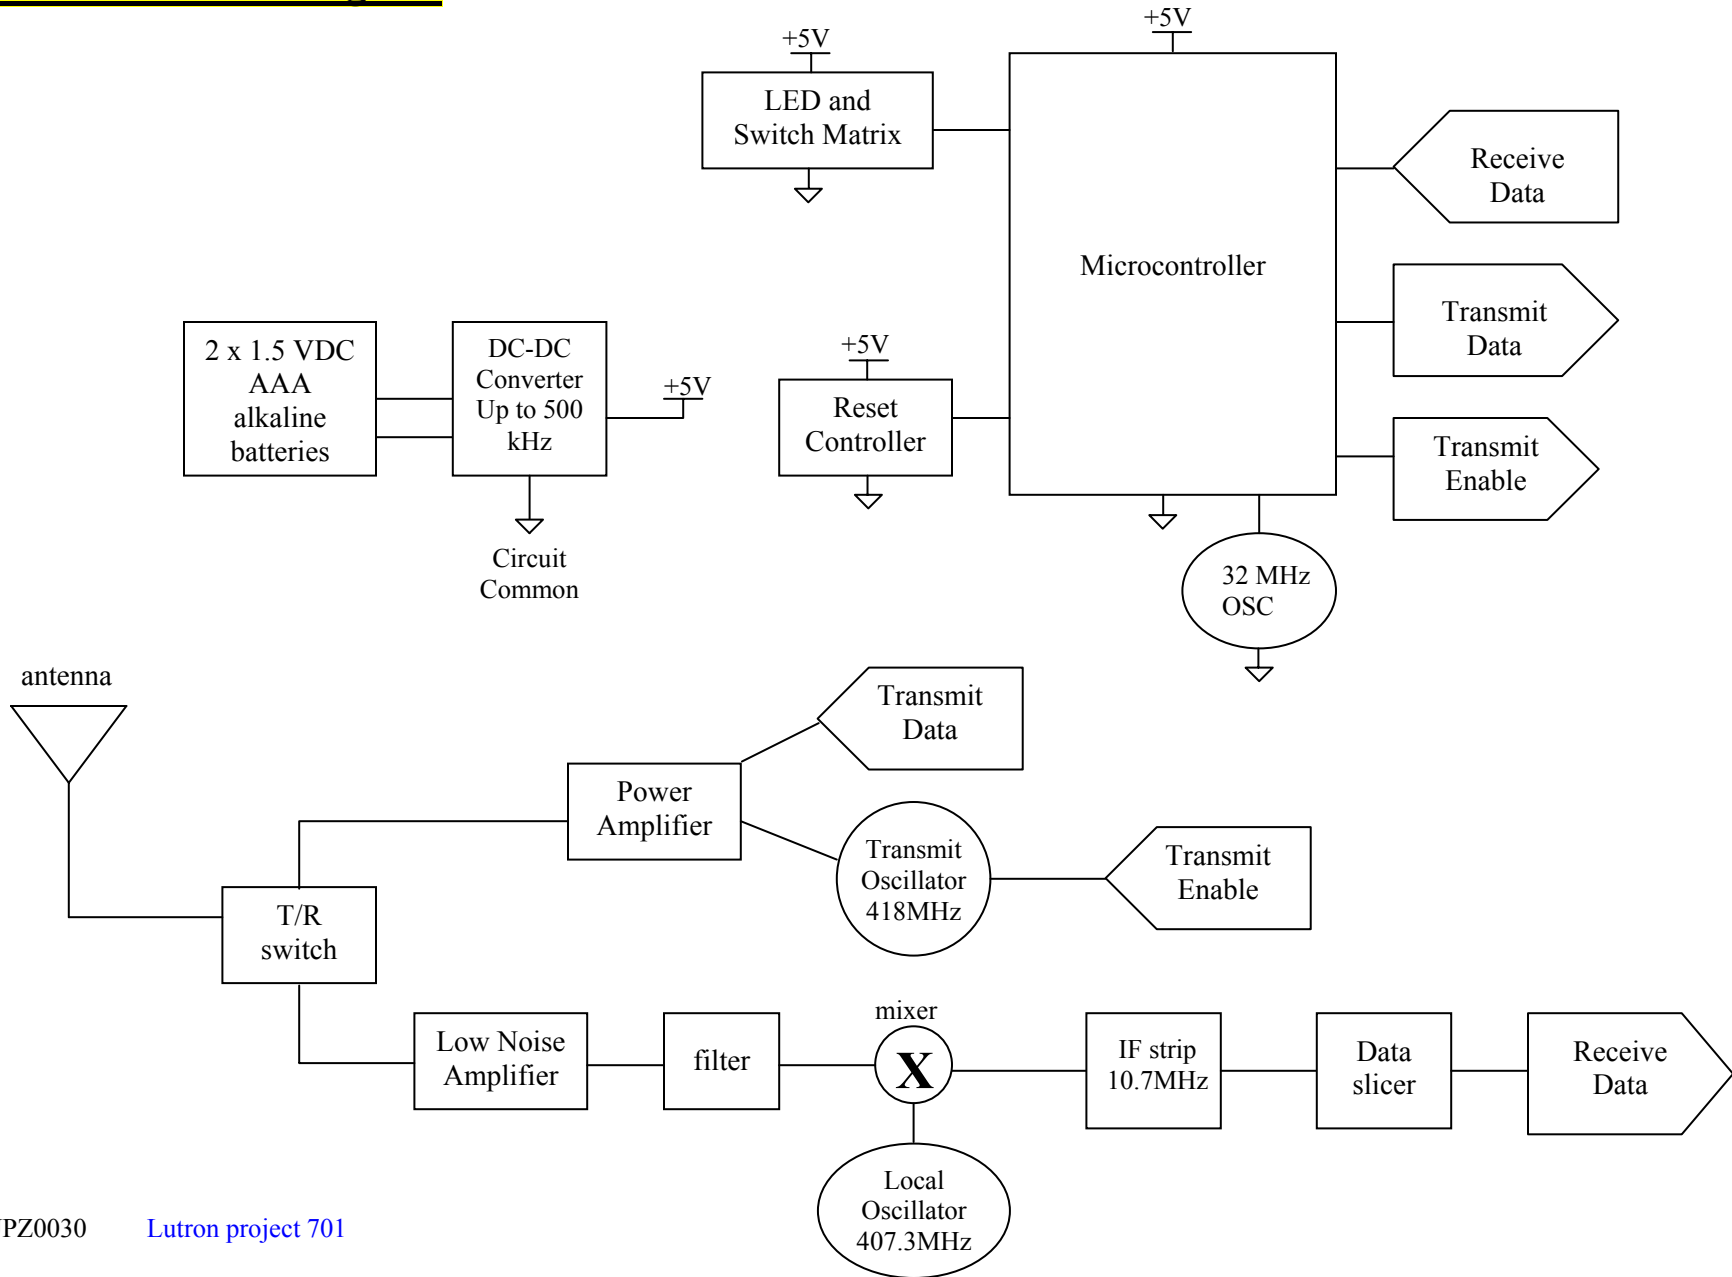 +5V
+5V
LED and
Switch Matrix
Receive
Data
Microcontroller
Transmit
Data
2 x 1.5 VDC
AAA
alkaline
batteries
DC-DC
Converter
Up to 500
kHz
+5V
+5V
Reset
Controller
Transmit
Enable
Circuit
Common
32 MHz
OSC
antenna
Transmit
Data
Power
Amplifier
Transmit
Oscillator
418MHz
Transmit
Enable
T/R
switch
mixer
Low Noise
Amplifier
filter
X
IF strip
10.7MHz
Data
slicer
Receive
Data
Local
Oscillator
407.3MHz
PZ0030 Lutron project 701